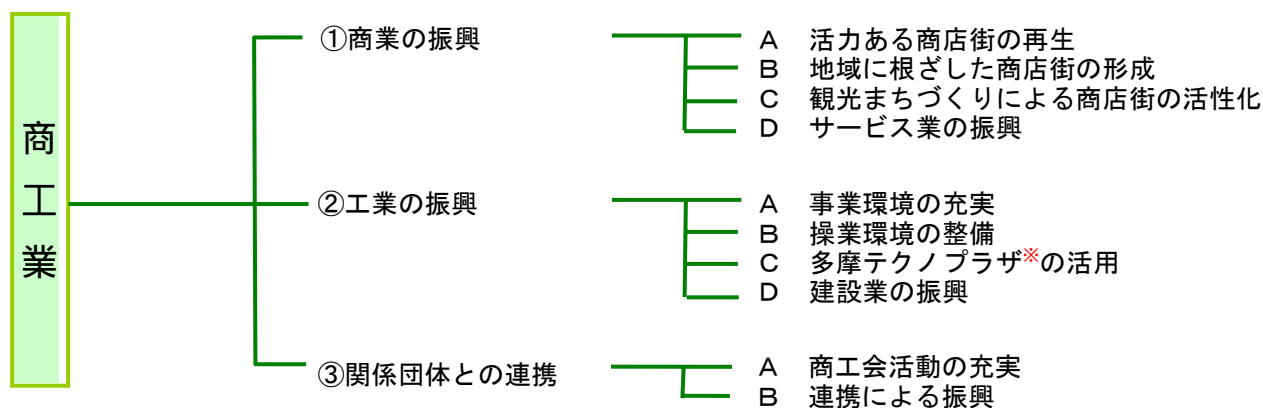 商工業
①商業の振興
A 活力ある商店街の再生
B 地域に根ざした商店街の形成
C 観光まちづくりによる商店街の活性化
D サービス業の振興
②工業の振興
A 事業環境の充実
B 操業環境の整備
C 多摩テクノプラザ※の活用
D 建設業の振興
③関係団体との連携
A 商工会活動の充実
B 連携による振興